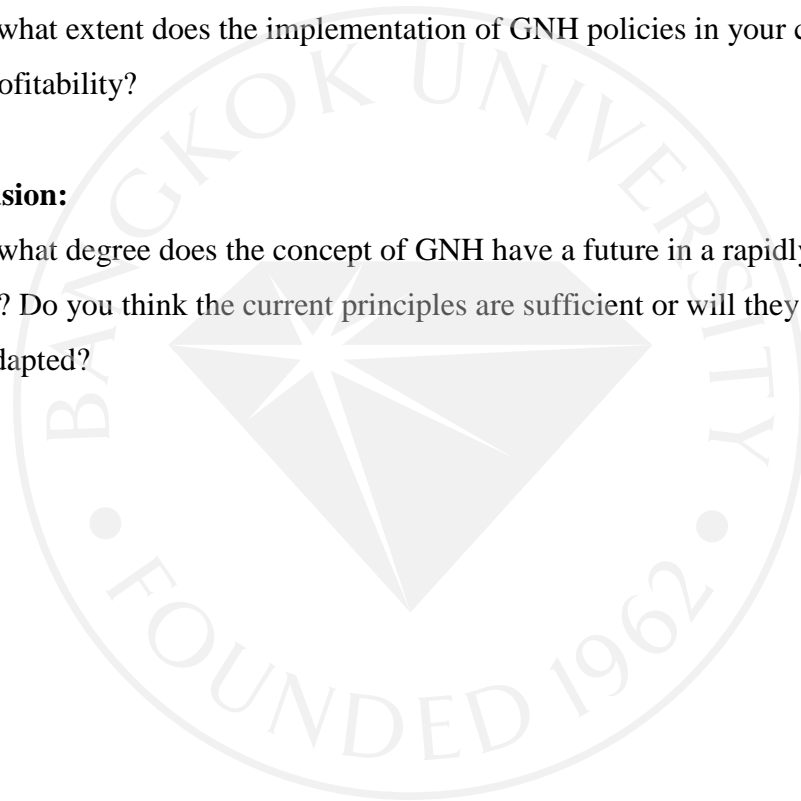 what extent does the implementation of GNH policies in your
ofitability?
sion:
what degree does the concept of GNH have a future in a rapidly
? Do you think the current principles are sufficient or will they
dapted?
BANGKOK UNIVERSITY
• FOUNDED 1962 •